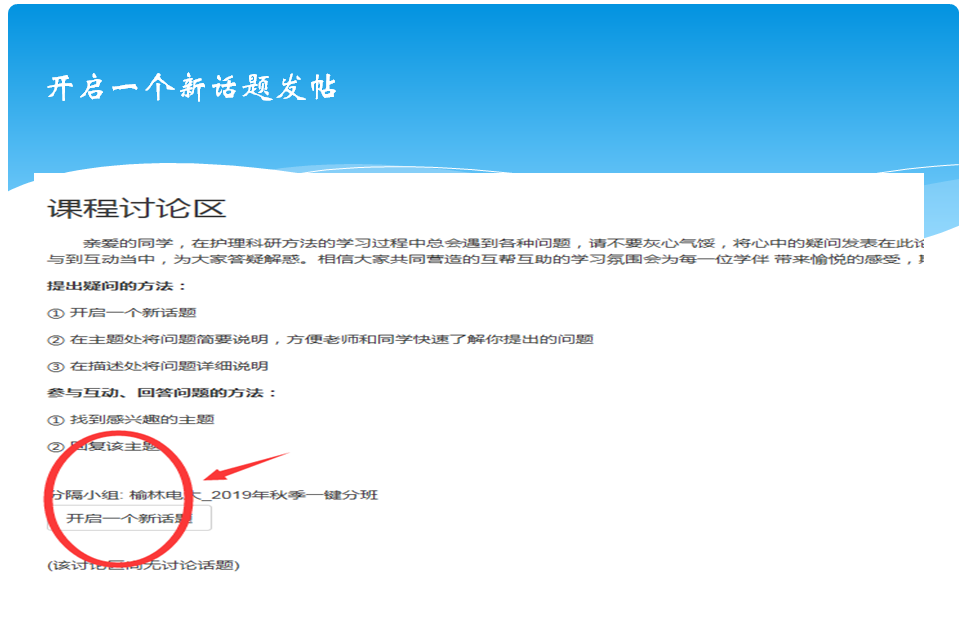 开启一个新话题发帖
课程讨论区
亲爱的同学，在护理科研方法的学习过程中总会遇到各种问题，请不要灰心气馁，将心中的疑问发表在此
与到互动当中，为大家答疑解惑。相信大家共同营造的互帮互助的学习氛围会为每一位学伴 带来愉悦的感受，
提出疑问的方法：
① 开启一个新话题
② 在主题处将问题简要说明，方便老师和同学快速了解你提出的问题
③ 在描述处将问题详细说明
参与互动、回答问题的方法：
① 找到感兴趣的主题
② 回复该主题
分隔小组: 榆林电大_2019年秋季一键分班
开启一个新话题
(该讨论区尚无讨论话题)